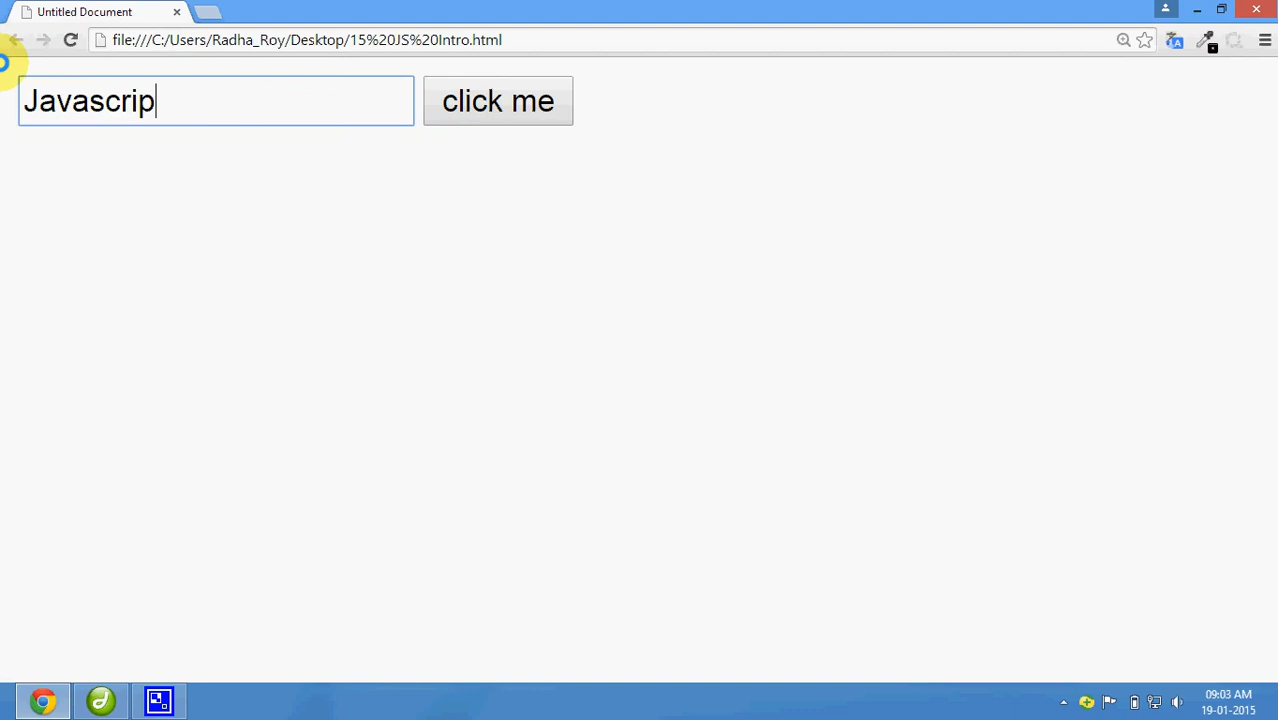 Untitled Document
file:///C:/Users/Radha_Roy/Desktop/15%20JS%20Intro.html
Javascrip
click me
09:03 AM
19-01-2015